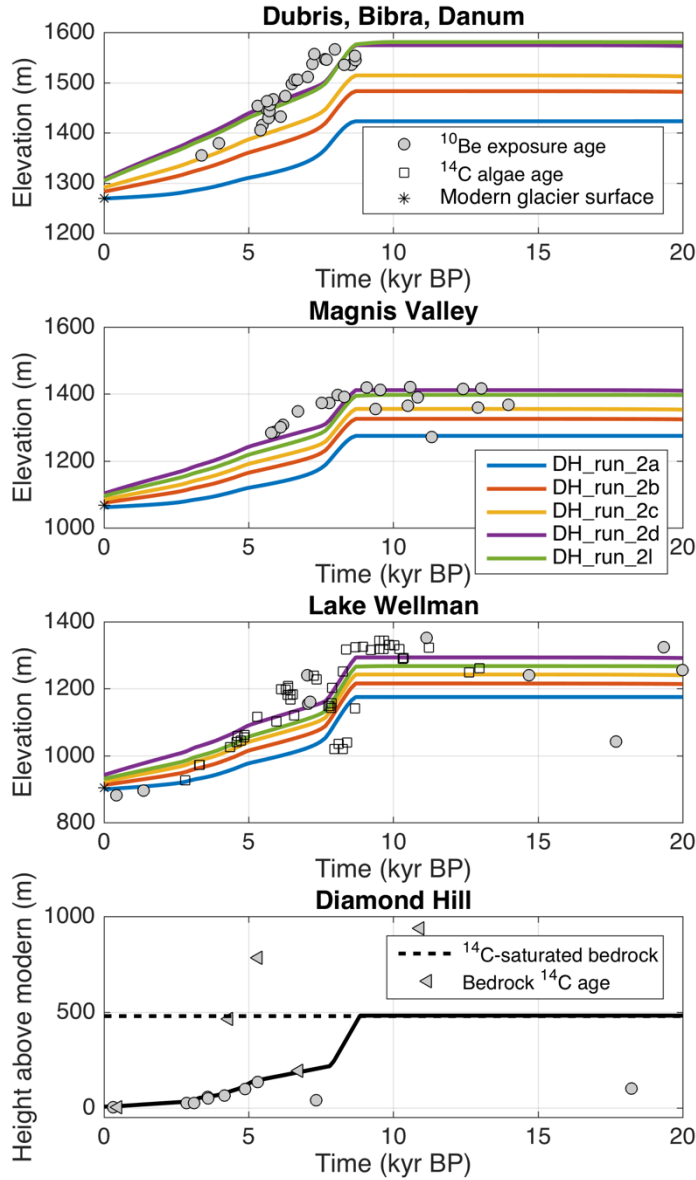 Dubris, Bibra, Danum
1600
1500
1400
1300
1200
Elevation (m)
¹⁰Be exposure age
¹⁴C algae age
Modern glacier surface
0 5 10 15 20
Time (kyr BP)
Magnis Valley
1600
1400
1200
1000
Elevation (m)
DH_run_2a
DH_run_2b
DH_run_2c
DH_run_2d
DH_run_2l
0 5 10 15 20
Time (kyr BP)
Lake Wellman
1400
1200
1000
800
Elevation (m)
0 5 10 15 20
Time (kyr BP)
Diamond Hill
1000
500
0
Height above modern (m)
¹⁴C-saturated bedrock
Bedrock ¹⁴C age
0 5 10 15 20
Time (kyr BP)